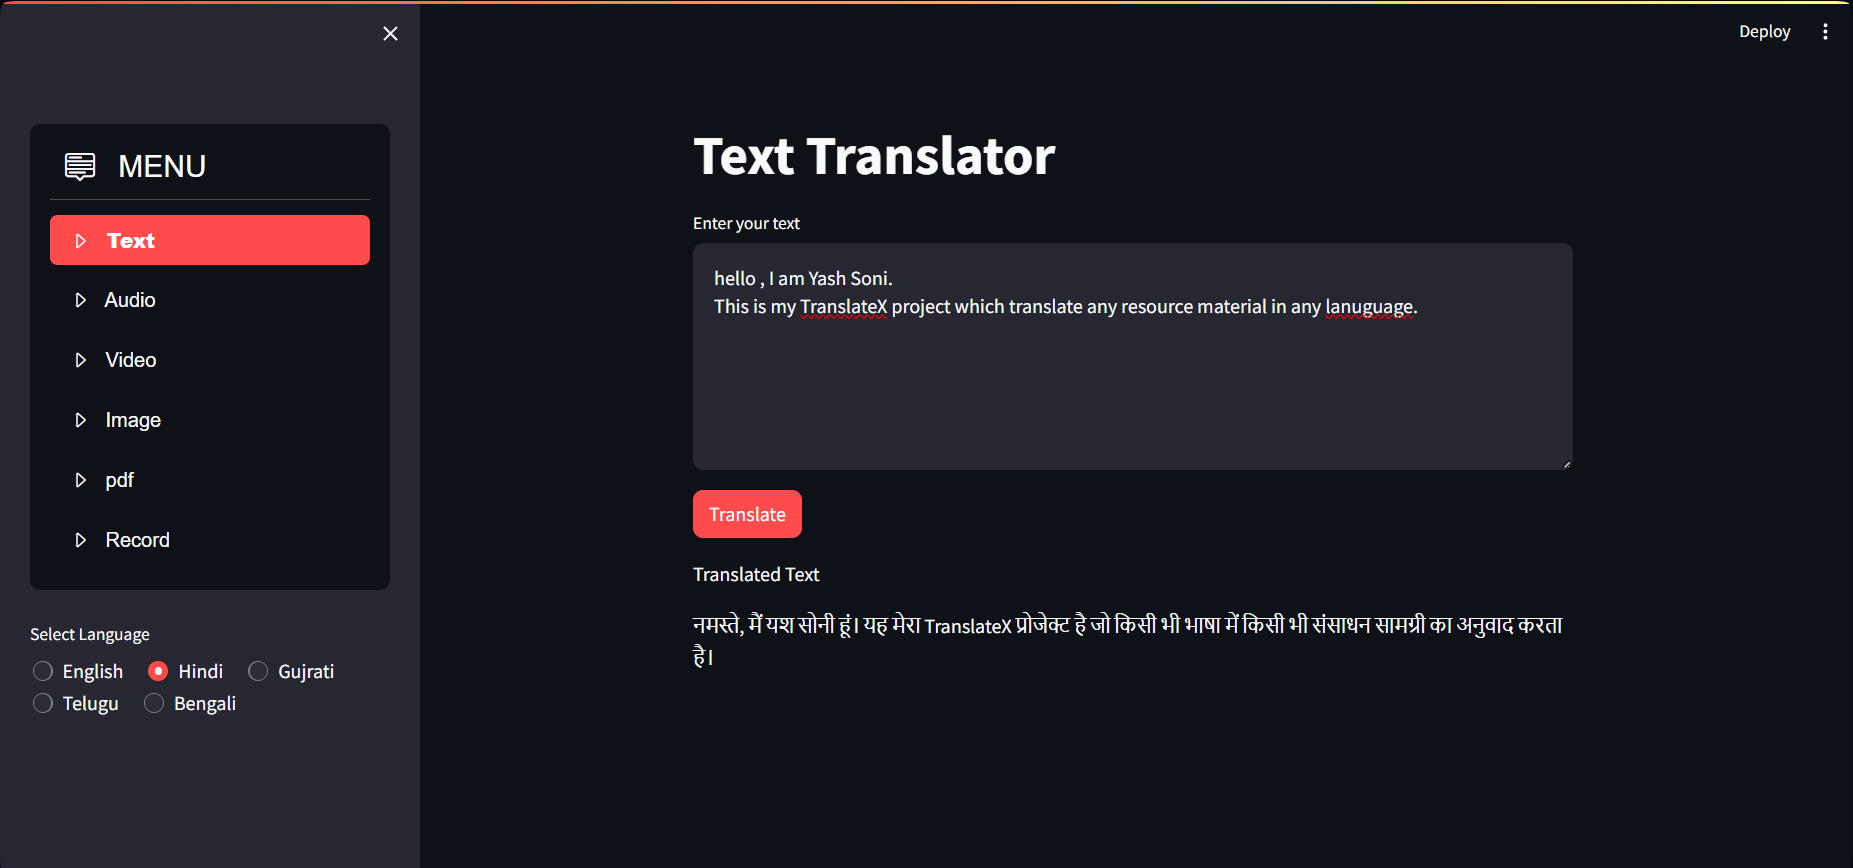 Deploy
MENU
Text
Audio
Video
Image
pdf
Record
Select Language
English
Hindi
Gujrati
Telugu
Bengali
Text Translator
Enter your text
hello , I am Yash Soni.
This is my TranslateX project which translate any resource material in any lanuguage.
Translate
Translated Text
नमस्ते, मैं यश सोनी हूं। यह मेरा TranslateX प्रोजेक्ट है जो किसी भी भाषा में किसी भी संसाधन सामग्री का अनुवाद करता
है।